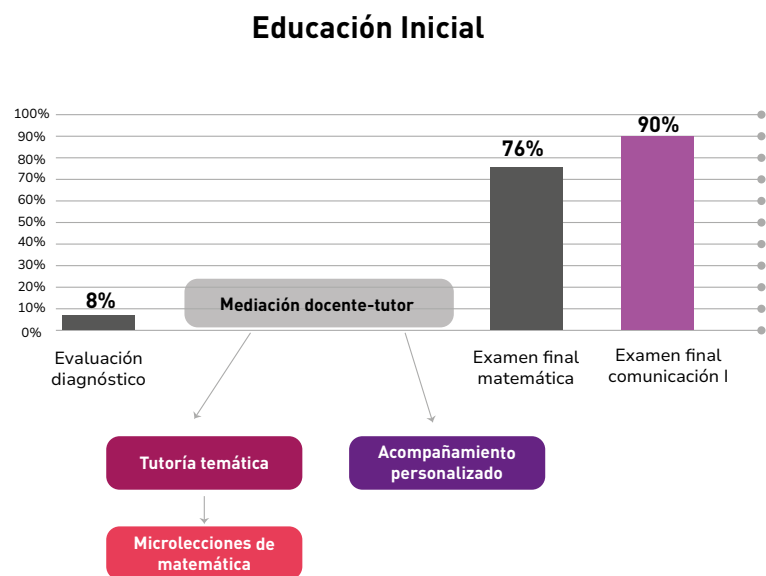 Educación Inicial
100%
90%
80%
70%
60%
50%
40%
30%
20%
10%
0%
8%
76%
90%
Mediación docente-tutor
Evaluación
diagnóstico
Examen final
matemática
Examen final
comunicación I
Tutoría temática
Acompañamiento
personalizado
Microlecciones de
matemática